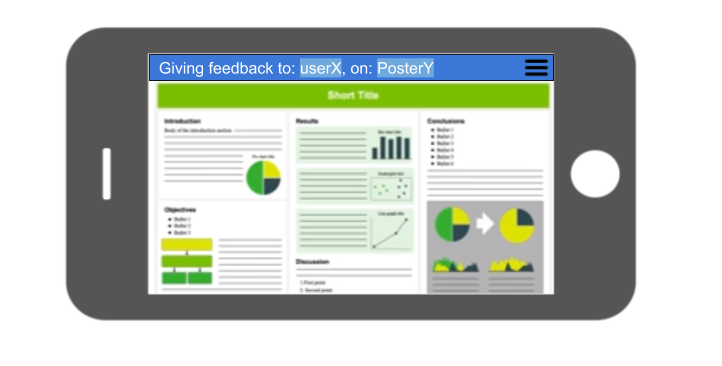 Giving feedback to: userX, on: PosterY
Short Title
Introduction
Body of the introduction section
Pie chart title
Objectives
Bullet 1
Bullet 2
Bullet 3
Results
Bar chart title
Scatterplot title
Line graph title
Discussion
1.First point
2. Second point
Conclusions
Bullet 1
Bullet 2
Bullet 3
Bullet 4
Bullet 5
Bullet 6